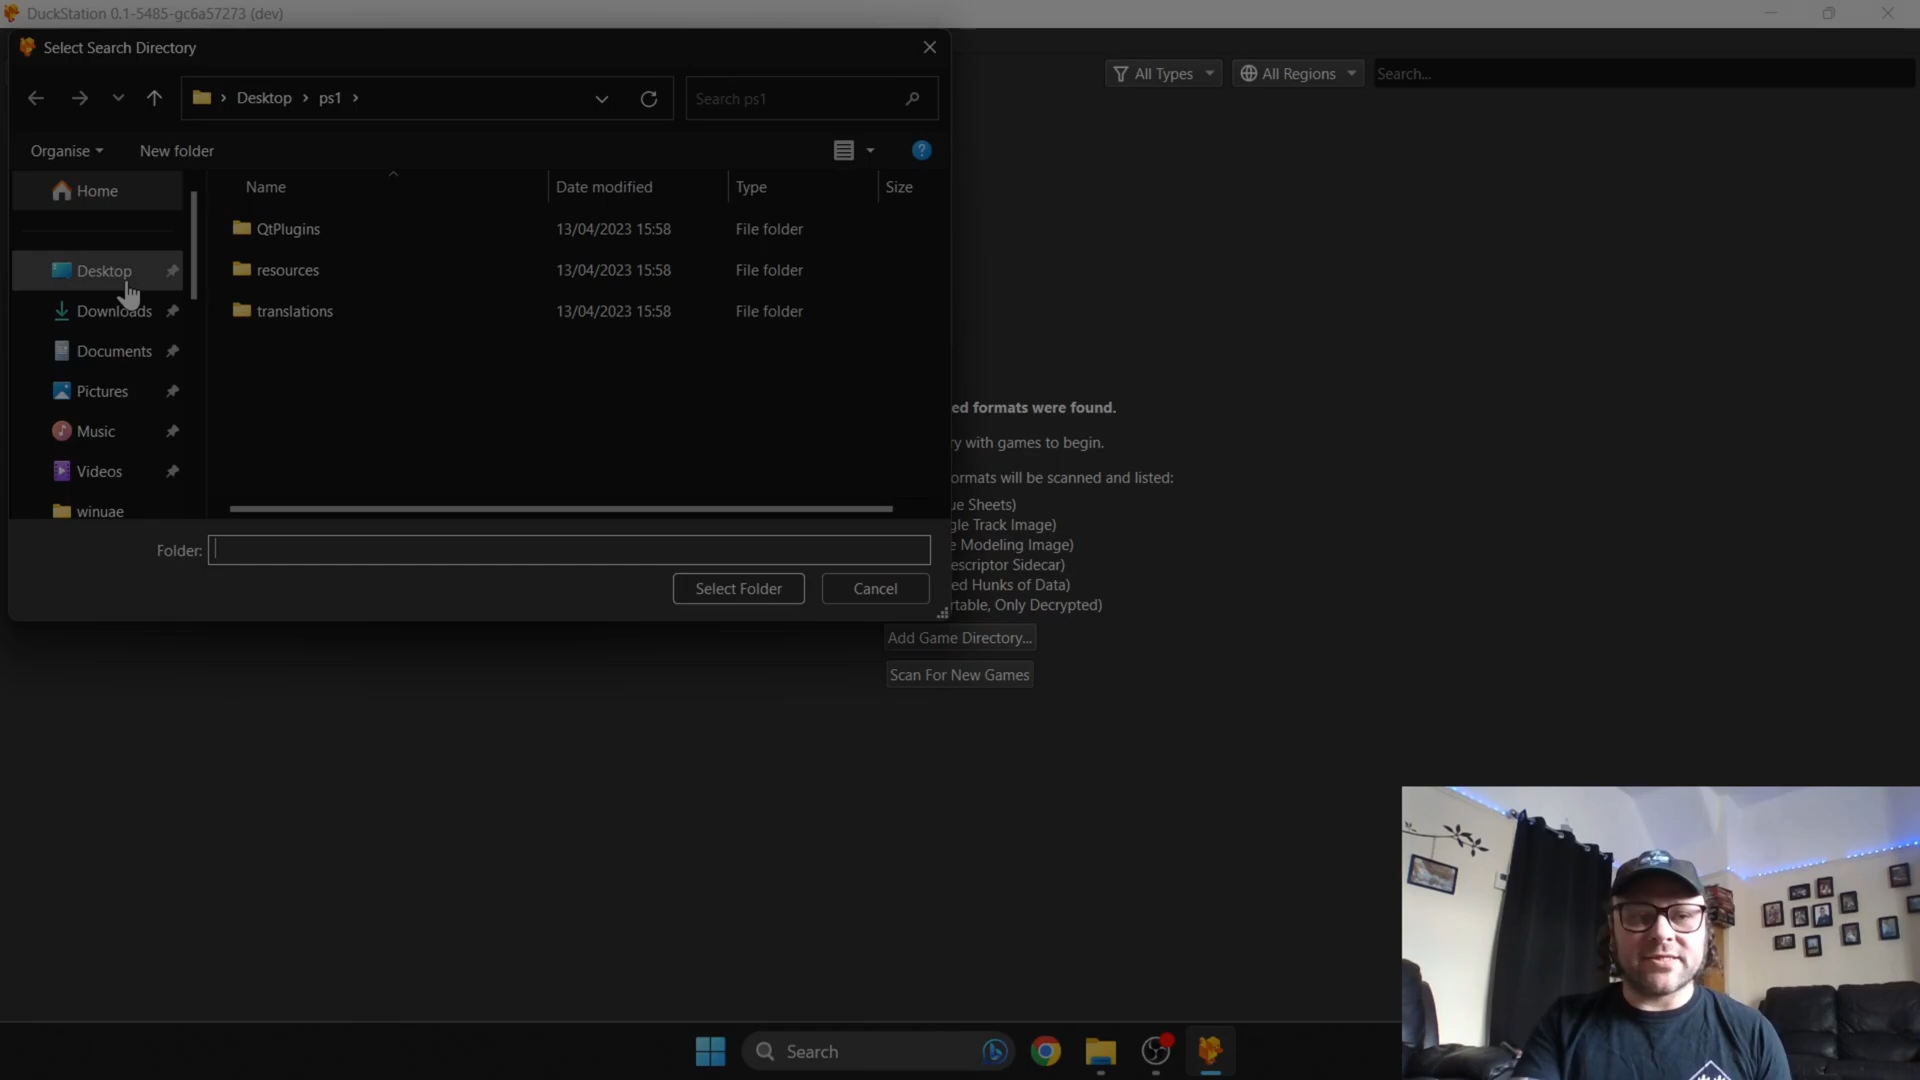 DuckStation 0.1-5485-gc6a57273 (dev)
Select Search Directory
Desktop
ps1
Search ps1
All Types
All Regions
Search...
Organise
New folder
Name
Date modified
Type
Size
Home
Desktop
Downloads
Documents
Pictures
Music
Videos
winuae
QtPlugins
13/04/2023 15:58
File folder
resources
13/04/2023 15:58
File folder
translations
13/04/2023 15:58
File folder
Folder:
Select Folder
Cancel
ed formats were found.
ry with games to begin.
ormats will be scanned and listed:
ue Sheets)
gle Track Image)
e Modeling Image)
escriptor Sidecar)
ed Hunks of Data)
rtable, Only Decrypted)
Add Game Directory...
Scan For New Games
Search